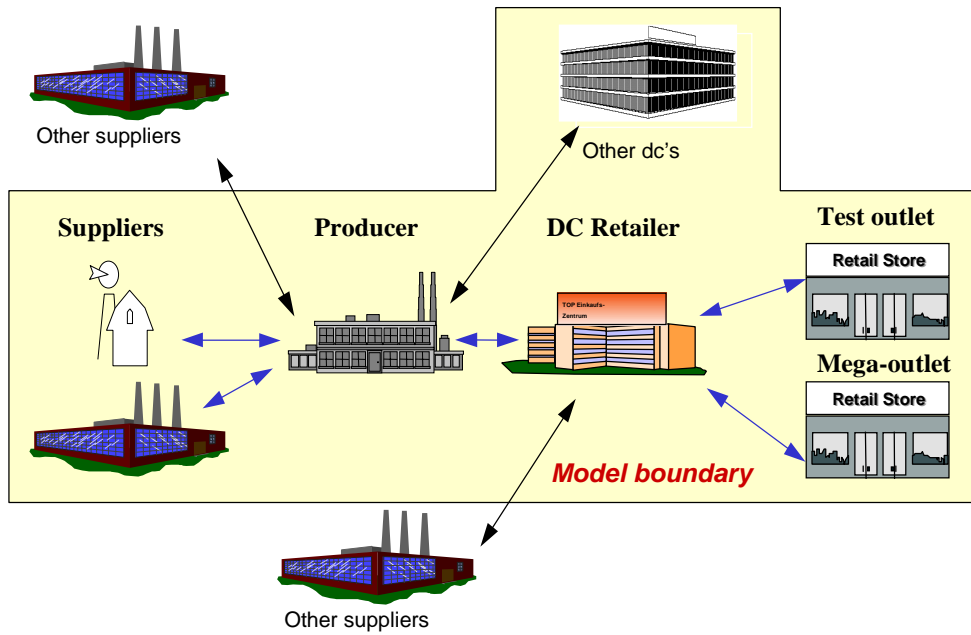 Other suppliers
Other dc's
Suppliers
Producer
DC Retailer
Test outlet
Retail Store
TOP Einkaufs-
Zentrum
Mega-outlet
Retail Store
Model boundary
Other suppliers